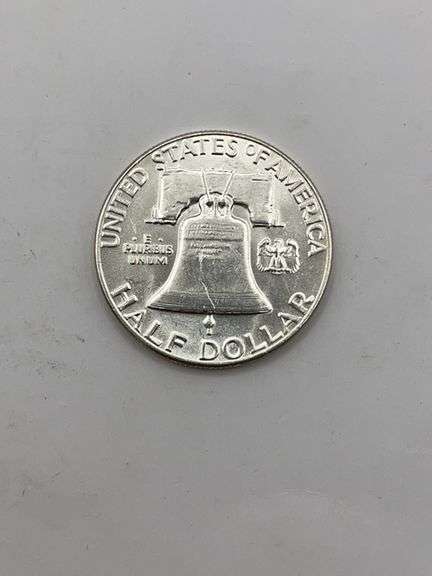 UNITED STATES OF AMERICA
E
PLURIBUS
UNUM
HALF DOLLAR